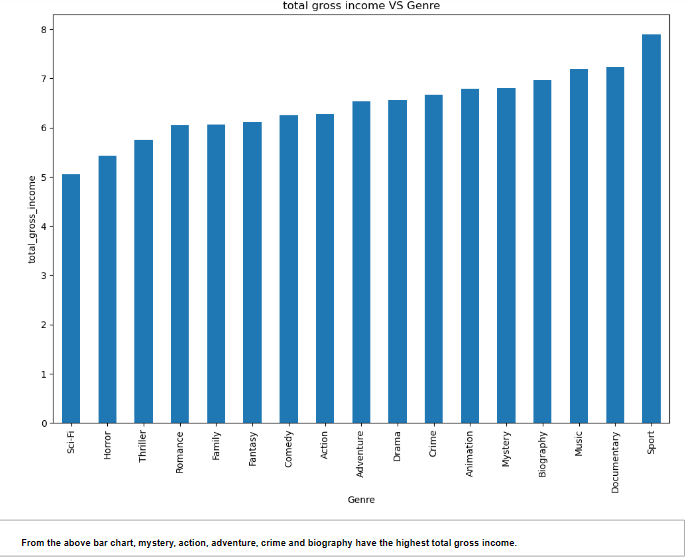 total gross income VS Genre
8
7
6
5
4
3
2
1
0
total_gross_income
Sci-Fi
Horror
Thriller
Romance
Family
Fantasy
Comedy
Action
Adventure
Drama
Crime
Animation
Mystery
Biography
Music
Documentary
Sport
Genre
From the above bar chart, mystery, action, adventure, crime and biography have the highest total gross income.